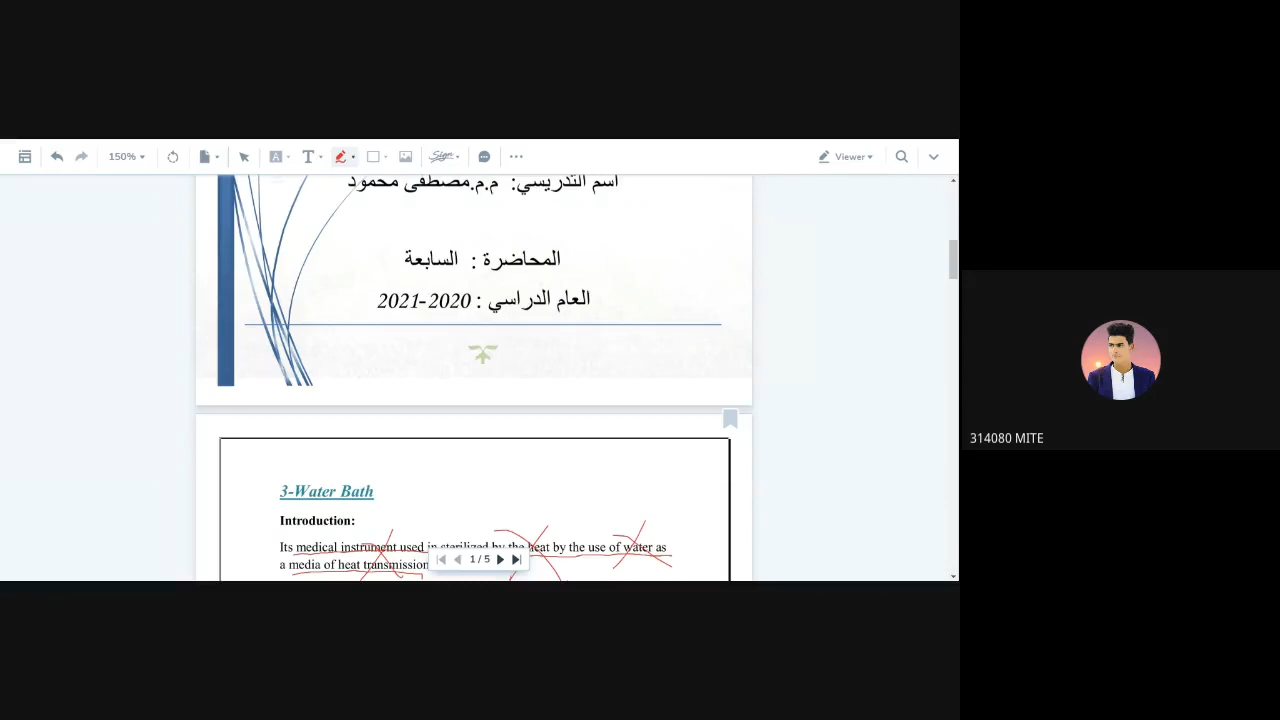 150%
T
Sign
Viewer
اسم التدريسي: م.م.مصطفى محمود
المحاضرة : السابعة
العام الدراسي : 2020-2021
3-Water Bath
Introduction:
Its medical instrument used in sterilized by the heat by the use of water as
a media of heat transmission
1 / 5
314080 MITE